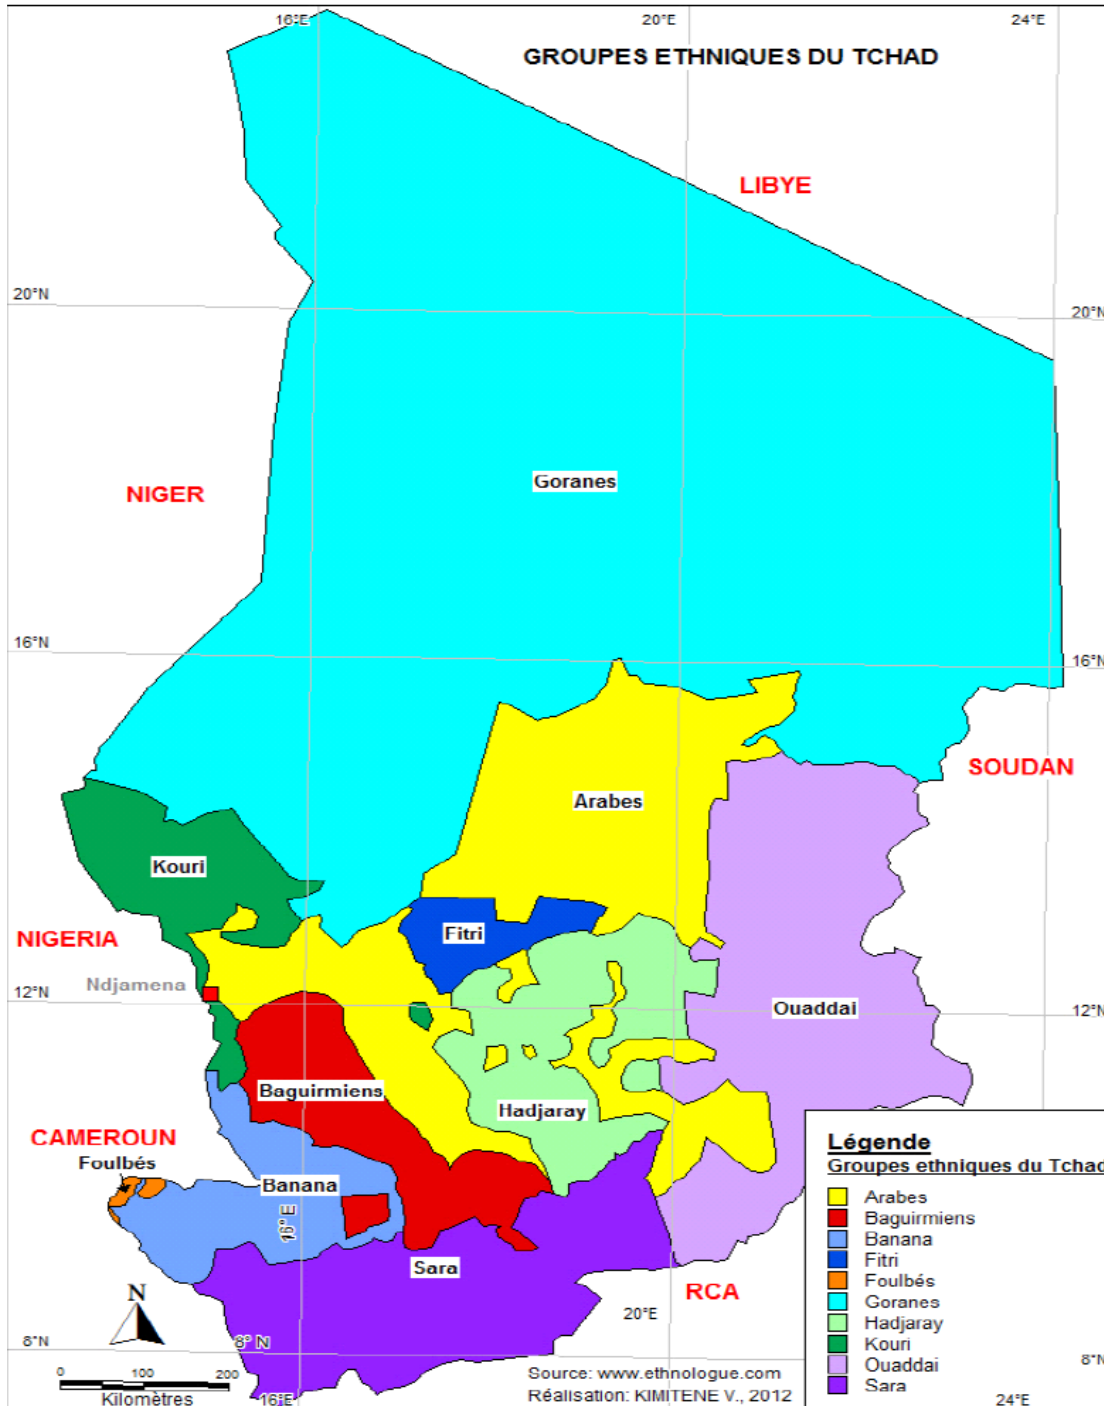 16°E
20°E
24°E
GROUPES ETHNIQUES DU TCHAD
LIBYE
20°N
20°N
Goranes
NIGER
16°N
16°N
SOUDAN
Arabes
Kouri
NIGERIA
Fitri
Ndjamena
12°N
Ouaddai
12°N
Baguirmiens
Hadjaray
CAMEROUN
Foulbés
Banana
16° E
Sara
RCA
N
20°E
8°N
8° N
8°N
0 100 200
Kilomètres
16°E
24°E
Source: www.ethnologue.com
Réalisation: KIMITENE V., 2012
Légende
Groupes ethniques du Tchad
Arabes
Baguirmiens
Banana
Fitri
Foulbés
Goranes
Hadjaray
Kouri
Ouaddai
Sara